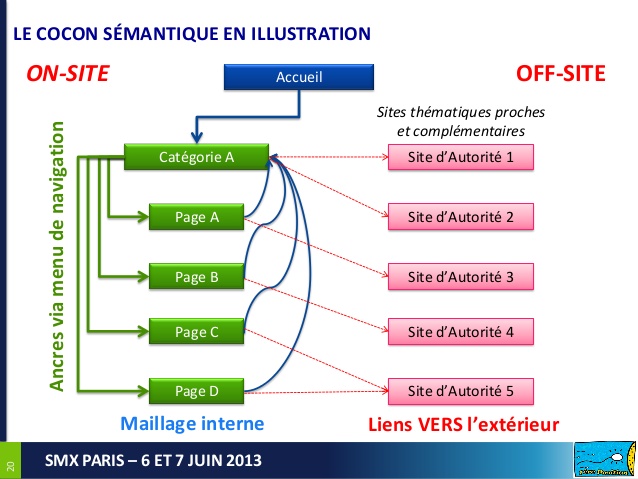 LE COCON SÉMANTIQUE EN ILLUSTRATION
ON-SITE
Accueil
OFF-SITE
Sites thématiques proches
et complémentaires
Ancres via menu de navigation
Catégorie A
Site d'Autorité 1
Page A
Site d'Autorité 2
Page B
Site d'Autorité 3
Page C
Site d'Autorité 4
Page D
Site d'Autorité 5
Maillage interne
Liens VERS l'extérieur
20
SMX PARIS – 6 ET 7 JUIN 2013